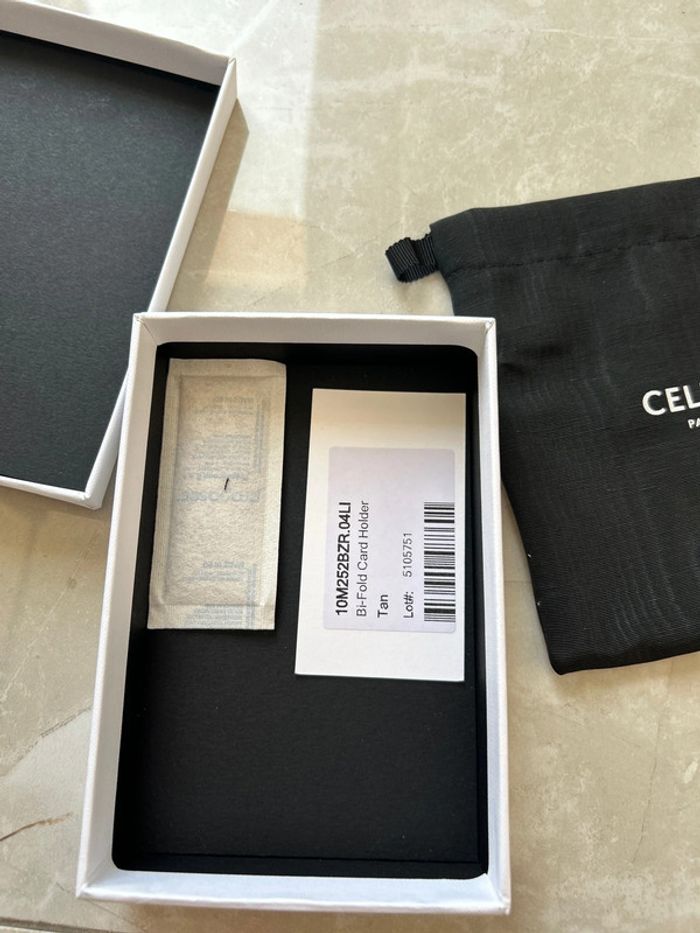 10M252BZR.04LI
Bi-Fold Card Holder
Tan
Lot#: 5105751
CEL
PA